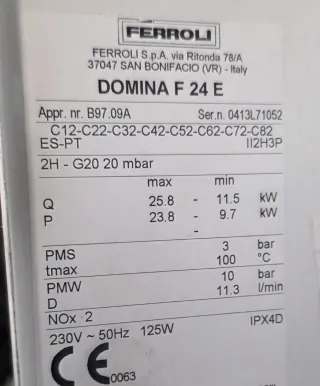 FERROLI
FERROLI S.p.A. via Ritonda 78/A
37047 SAN BONIFACIO (VR) - Italy
DOMINA F 24 E
Appr. nr. B97.09A Ser.n. 0413L71052
C12-C22-C32-C42-C52-C62-C72-C82
ES-PT II2H3P
2H - G20 20 mbar
max min
Q 25.8 - 11.5 kW
P 23.8 - 9.7 kW
-
PMS 3 bar
tmax 100 °C
PMW 10 bar
D 11.3 l/min
NOx : 2
230V ~ 50Hz 125W IPX4D
CE 0063